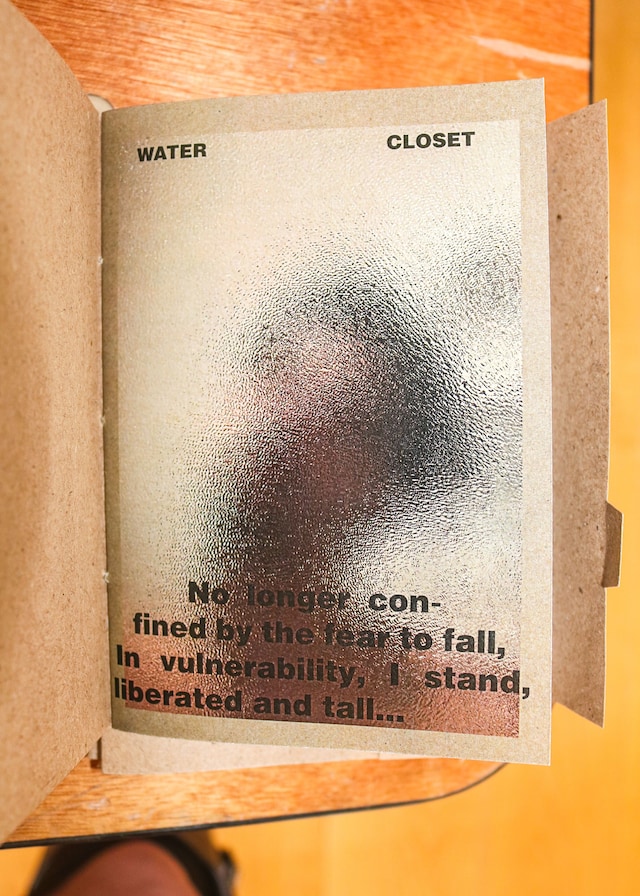 WATER CLOSET
No longer con-
fined by the fear to fall,
In vulnerability, I stand,
liberated and tall...